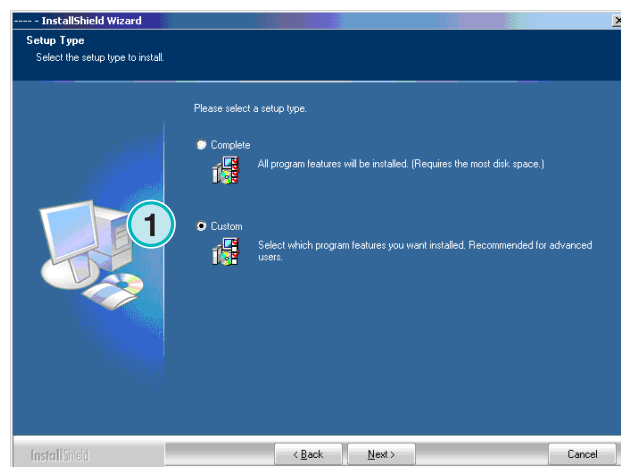 ---- - InstallShield Wizard
Setup Type
Select the setup type to install.
Please select a setup type.
Complete
All program features will be installed. (Requires the most disk space.)
1
Custom
Select which program features you want installed. Recommended for advanced
users.
InstallShield
< Back
Next >
Cancel